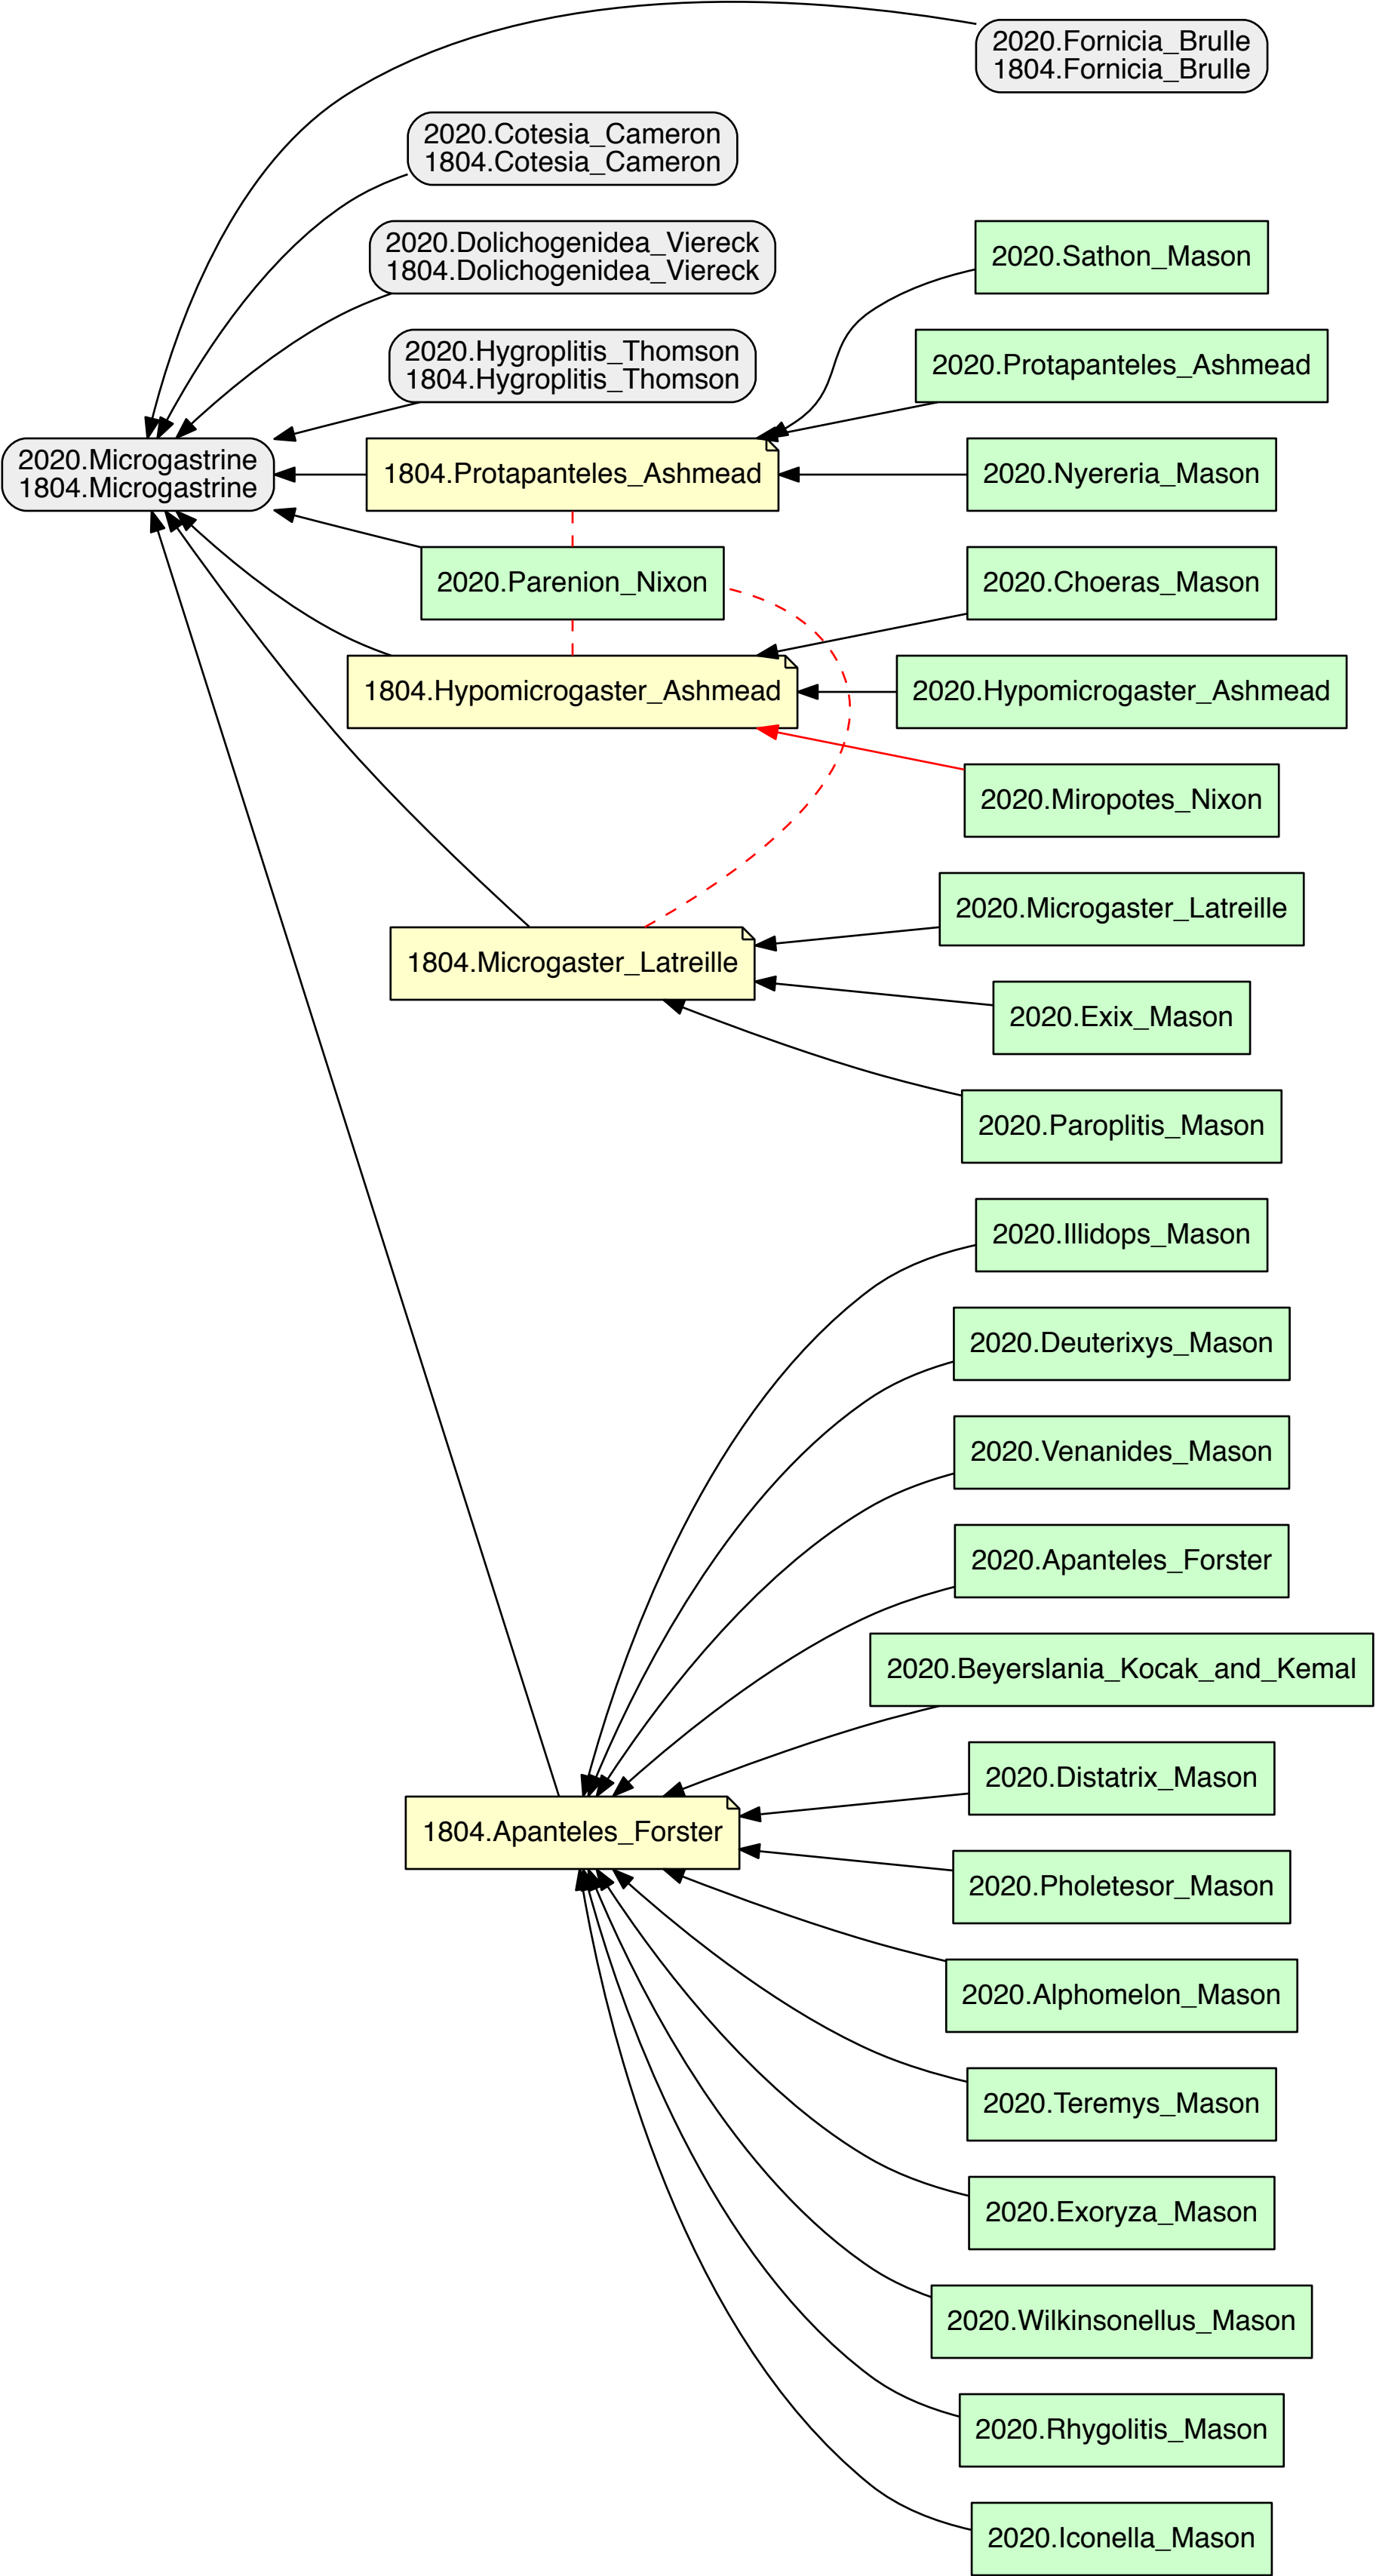 2020.Fornicia_Brulle
1804.Fornicia_Brulle
2020.Cotesia_Cameron
1804.Cotesia_Cameron
2020.Dolichogenidea_Viereck
1804.Dolichogenidea_Viereck
2020.Sathon_Mason
2020.Hygroplitis_Thomson
1804.Hygroplitis_Thomson
2020.Protapanteles_Ashmead
2020.Microgastrine
1804.Microgastrine
1804.Protapanteles_Ashmead
2020.Nyereria_Mason
2020.Parenion_Nixon
2020.Choeras_Mason
1804.Hypomicrogaster_Ashmead
2020.Hypomicrogaster_Ashmead
2020.Miropotes_Nixon
2020.Microgaster_Latreille
1804.Microgaster_Latreille
2020.Exix_Mason
2020.Paroplitis_Mason
2020.Illidops_Mason
2020.Deuterixys_Mason
2020.Venanides_Mason
2020.Apanteles_Forster
2020.Beyerslania_Kocak_and_Kemal
2020.Distatrix_Mason
1804.Apanteles_Forster
2020.Pholetesor_Mason
2020.Alphomelon_Mason
2020.Teremys_Mason
2020.Exoryza_Mason
2020.Wilkinsonellus_Mason
2020.Rhygolitis_Mason
2020.Iconella_Mason